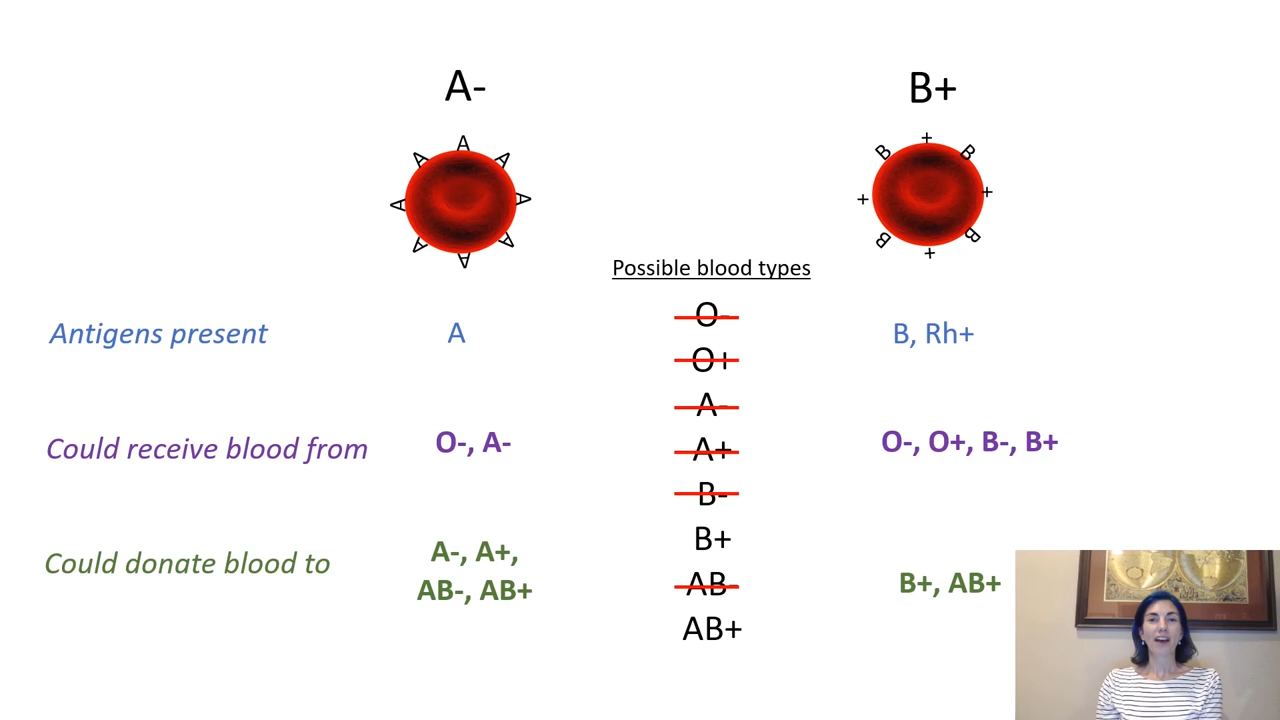 A-
B+
A
A
A
A
A
A
A
A
+
B
B
+
+
B
B
+
Possible blood types
Antigens present
A
B, Rh+
O-
O+
A-
A+
B-
B+
AB-
AB+
Could receive blood from
O-, A-
O-, O+, B-, B+
Could donate blood to
A-, A+,
AB-, AB+
B+, AB+